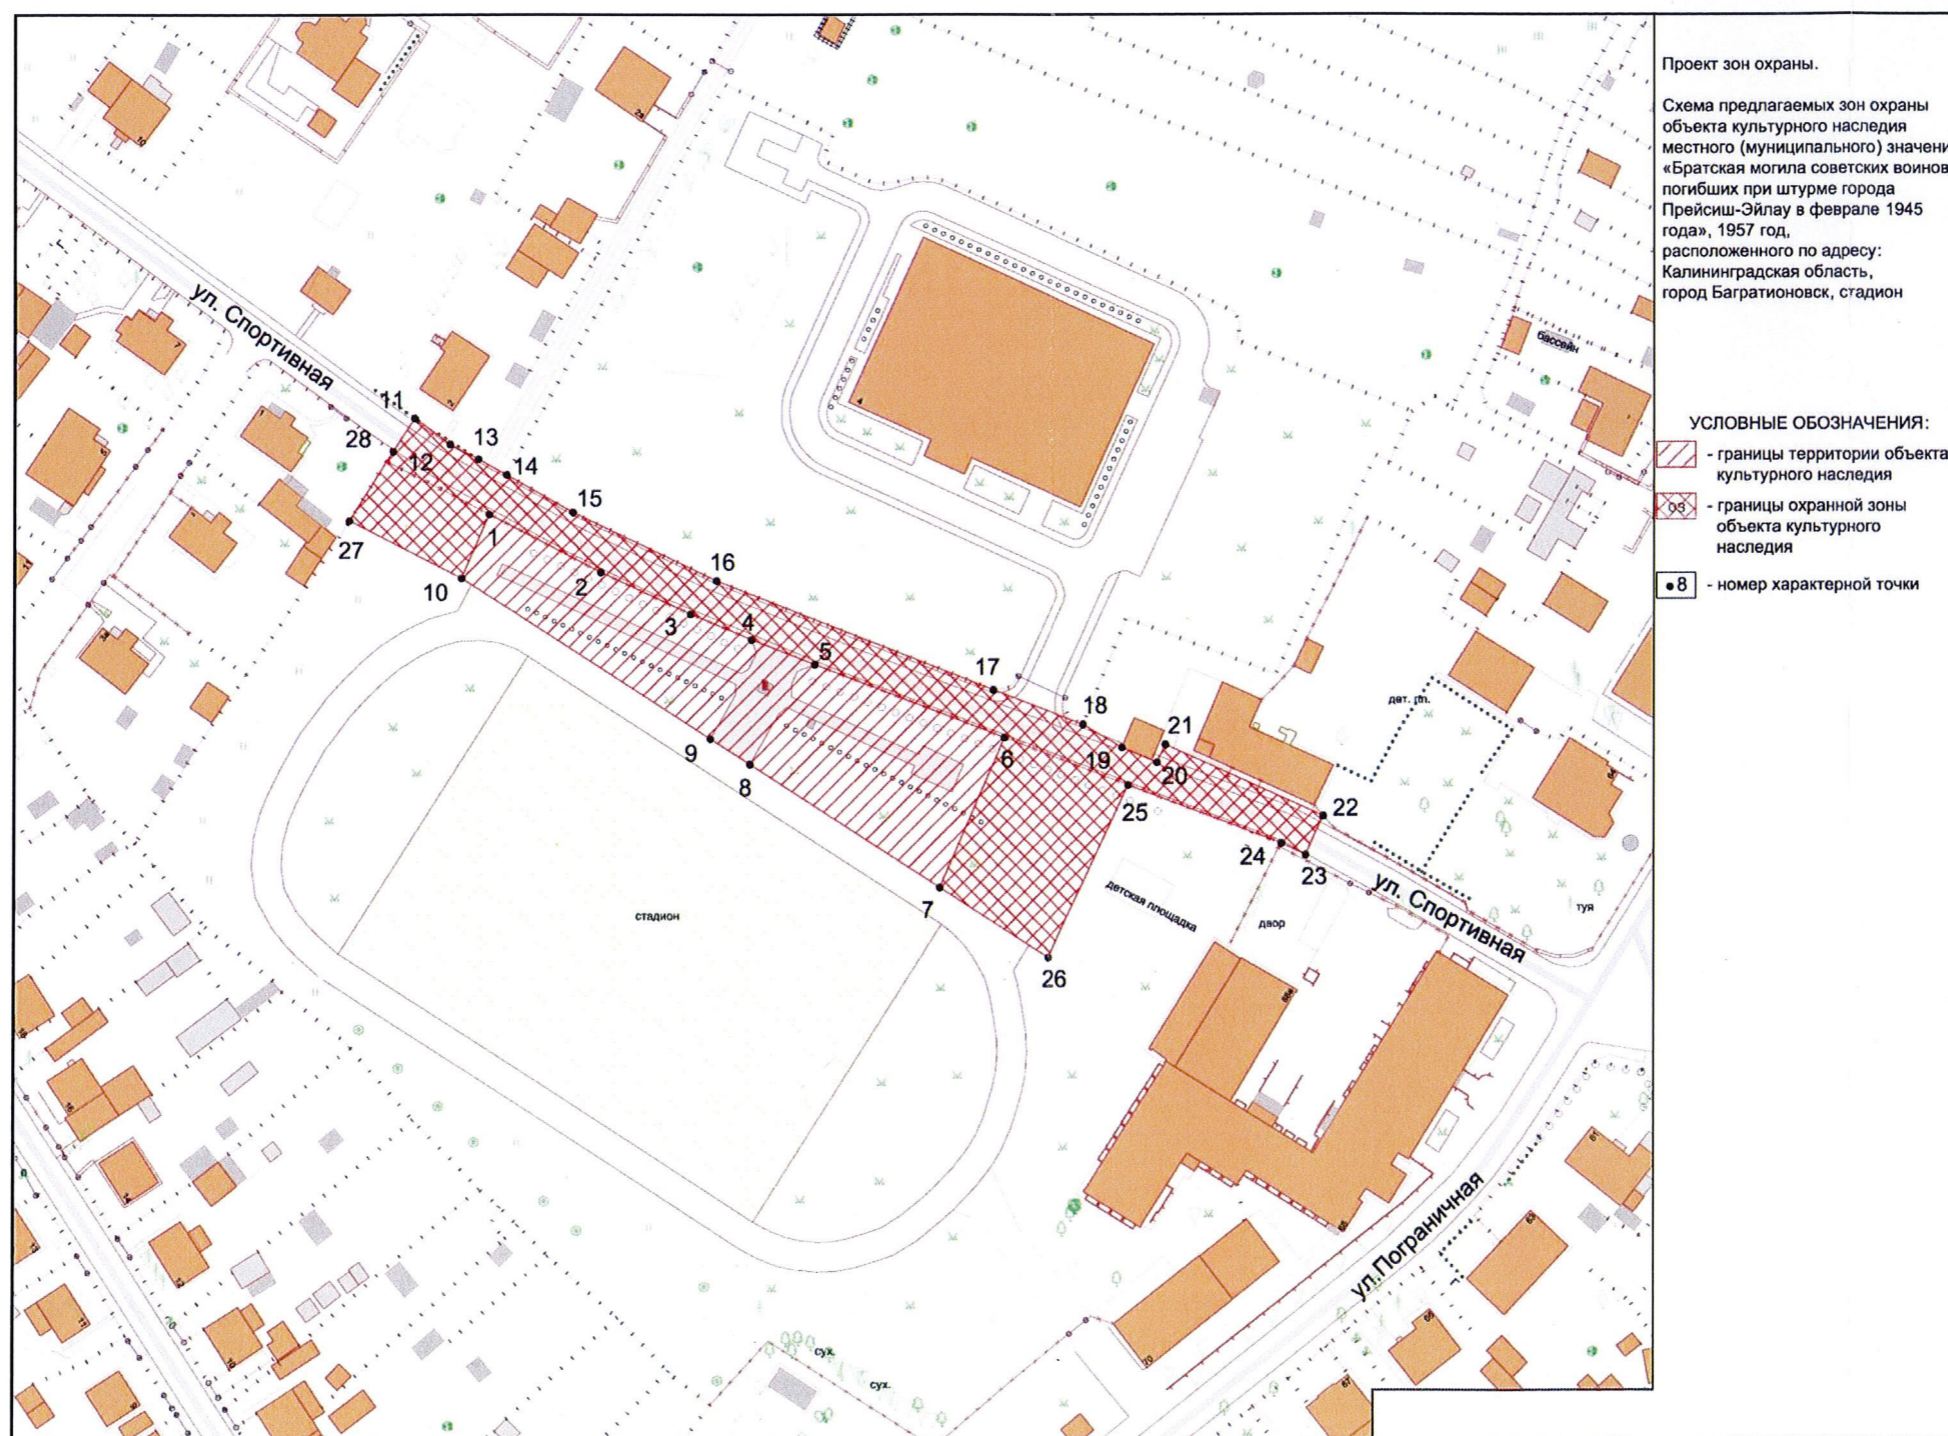 Проект зон охраны.
Схема предлагаемых зон охраны
объекта культурного наследия
местного (муниципального) значени
«Братская могила советских воинов
погибших при штурме города
Прейсиш-Эйлау в феврале 1945
года», 1957 год,
расположенного по адресу:
Калининградская область,
город Багратионовск, стадион
УСЛОВНЫЕ ОБОЗНАЧЕНИЯ:
- границы территории объекта
культурного наследия
ОЗ
- границы охранной зоны
объекта культурного
наследия
8
- номер характерной точки
ул. Спортивная
бассейн
11
28
12
13
14
15
27
1
10
2
16
3
4
5
17
18
21
19
20
6
9
8
25
22
24
23
7
26
дет. пл.
туя
ул. Спортивная
детская площадка
двор
стадион
ул.Пограничная
сух.
сух.